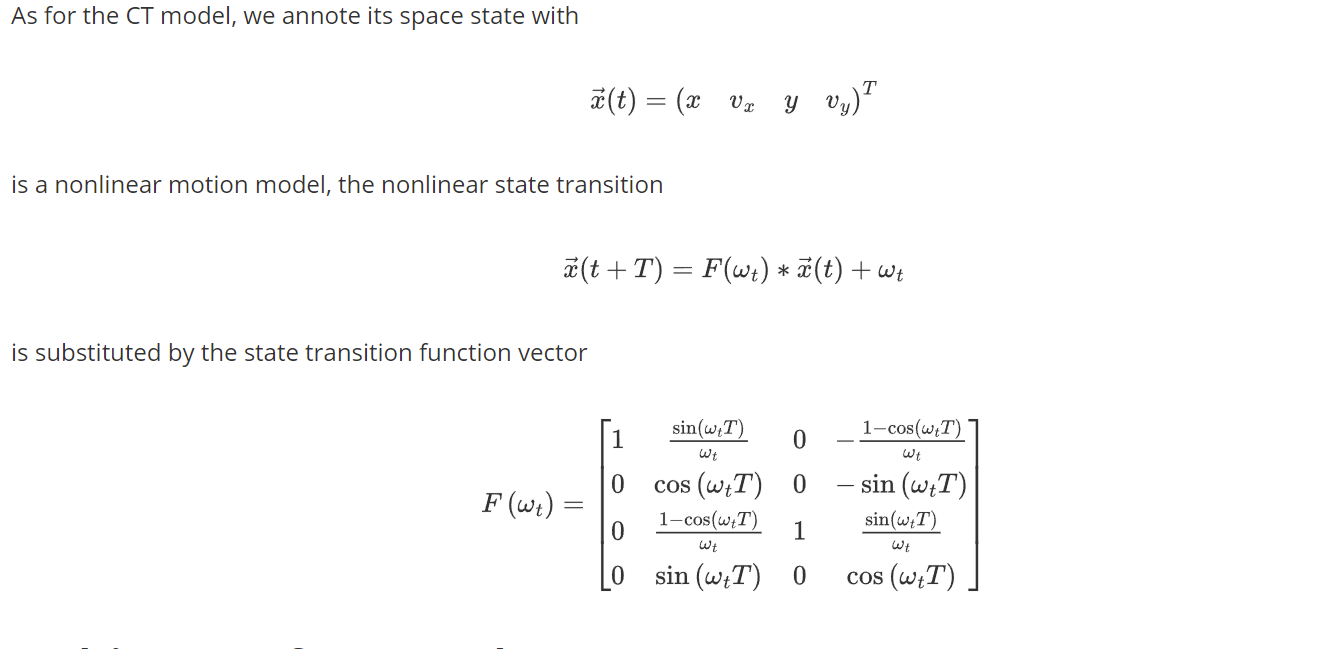 As for the CT model, we annote its space state with
$$\vec{x}(t) = (x \quad v_x \quad y \quad v_y)^T$$
is a nonlinear motion model, the nonlinear state transition
$$\vec{x}(t + T) = F(\omega_t) * \vec{x}(t) + \omega_t$$
is substituted by the state transition function vector
$$F(\omega_t) = \begin{bmatrix} 1 & \frac{\sin(\omega_t T)}{\omega_t} & 0 & -\frac{1-\cos(\omega_t T)}{\omega_t} \\ 0 & \cos(\omega_t T) & 0 & -\sin(\omega_t T) \\ 0 & \frac{1-\cos(\omega_t T)}{\omega_t} & 1 & \frac{\sin(\omega_t T)}{\omega_t} \\ 0 & \sin(\omega_t T) & 0 & \cos(\omega_t T) \end{bmatrix}$$